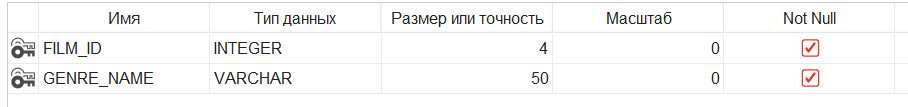 Имя Тип данных Размер или точность Масштаб Not Null
FILM_ID INTEGER 4 0
GENRE_NAME VARCHAR 50 0